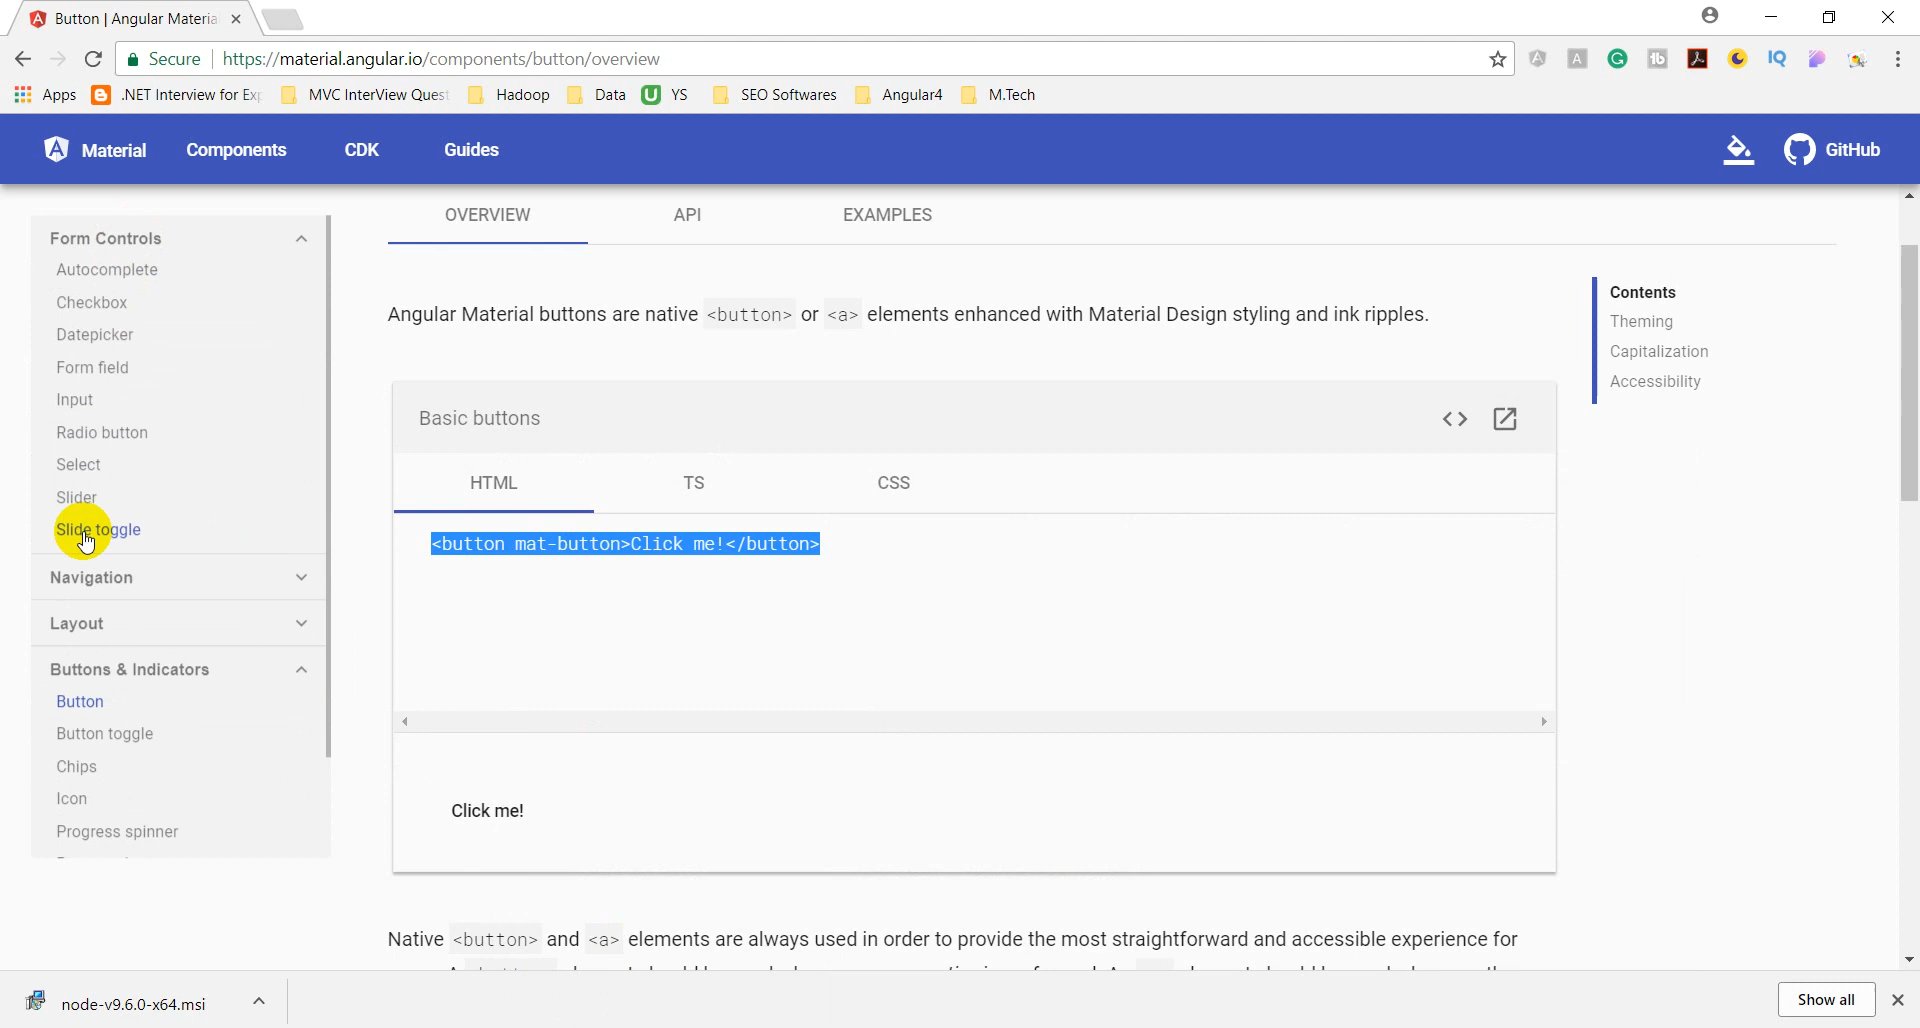 Button | Angular Materia
Secure
https://material.angular.io/components/button/overview
Apps
.NET Interview for Exp
MVC InterView Quest
Hadoop
Data
YS
SEO Softwares
Angular4
M.Tech
Material
Components
CDK
Guides
GitHub
Form Controls
Autocomplete
Checkbox
Datepicker
Form field
Input
Radio button
Select
Slider
Slide toggle
Navigation
Layout
Buttons & Indicators
Button
Button toggle
Chips
Icon
Progress spinner
OVERVIEW
API
EXAMPLES
Angular Material buttons are native <button> or <a> elements enhanced with Material Design styling and ink ripples.
Basic buttons
HTML
TS
CSS
<button mat-button>Click me!</button>
Click me!
Native <button> and <a> elements are always used in order to provide the most straightforward and accessible experience for
Contents
Theming
Capitalization
Accessibility
node-v9.6.0-x64.msi
Show all